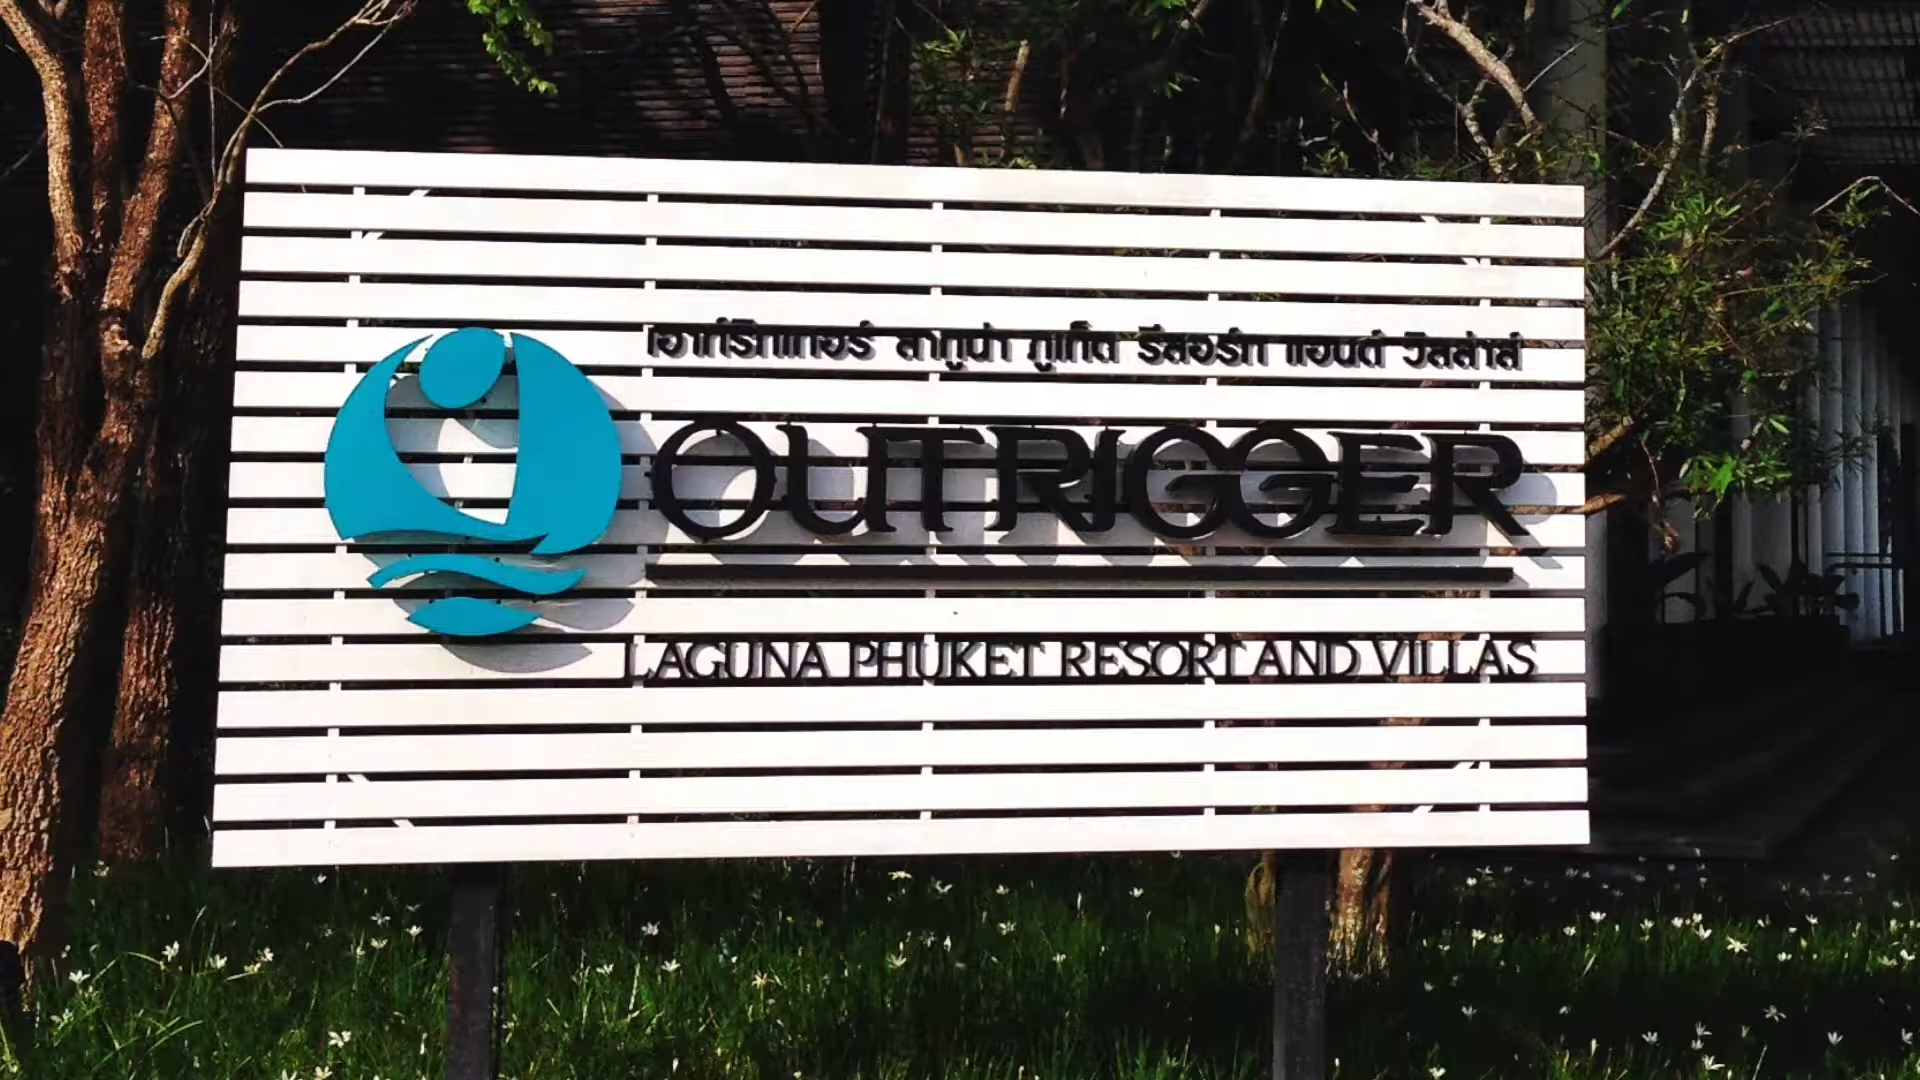 เอาท์ริกเกอร์ ลากูน่า ภูเก็ต รีสอร์ท แอนด์ วิลล่าส์
OUTRIGGER
LAGUNA PHUKET RESORT AND VILLAS